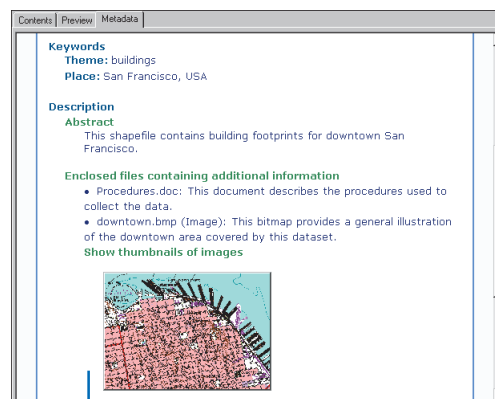 Contents Preview Metadata
Keywords
Theme: buildings
Place: San Francisco, USA
Description
Abstract
This shapefile contains building footprints for downtown San
Francisco.
Enclosed files containing additional information
• Procedures.doc: This document describes the procedures used to
collect the data.
• downtown.bmp (Image): This bitmap provides a general illustration
of the downtown area covered by this dataset.
Show thumbnails of images